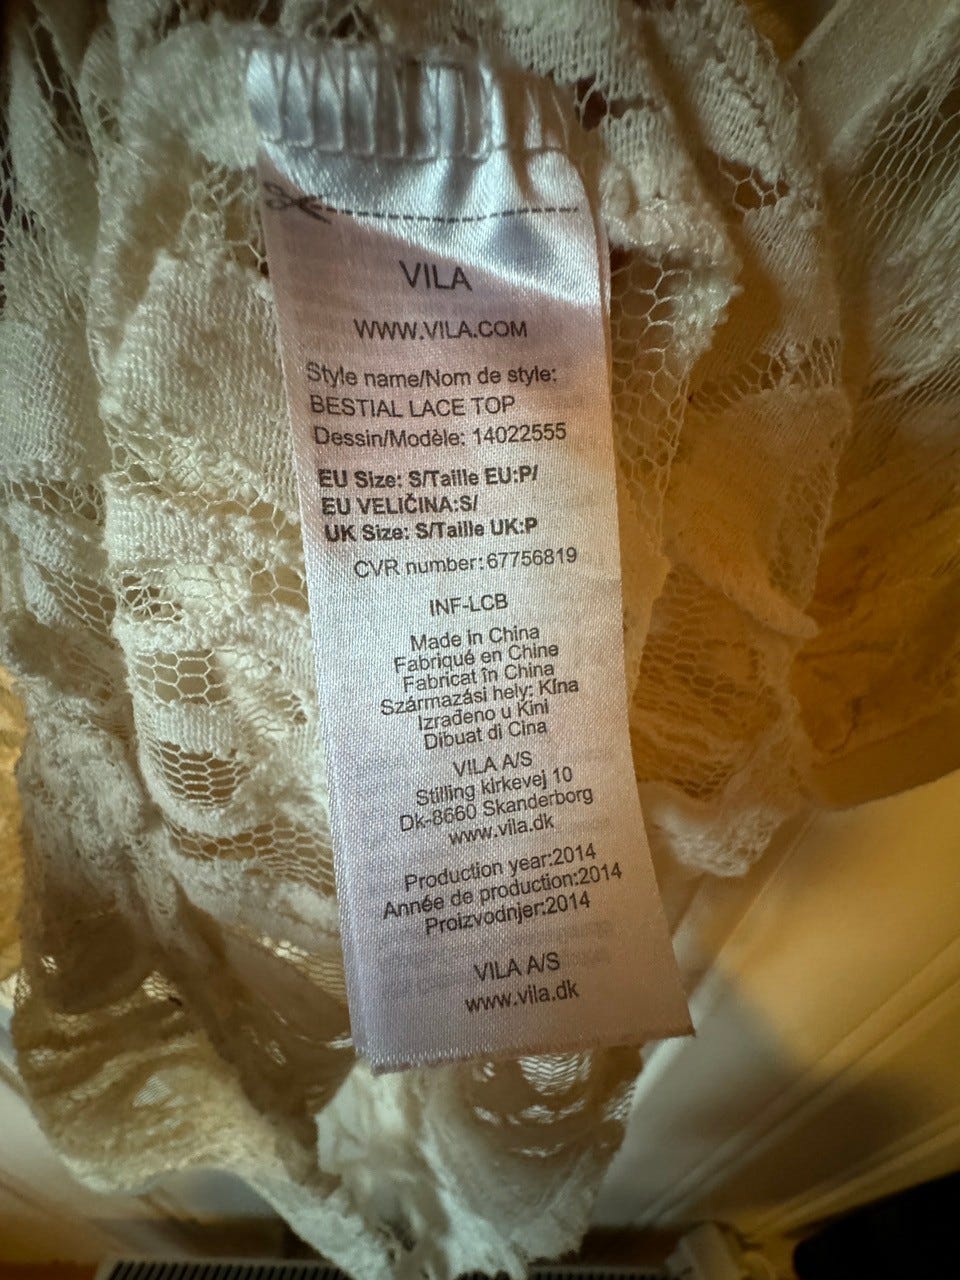 VILA
WWW.VILA.COM
Style name/Nom de style:
BESTIAL LACE TOP
Dessin/Modèle: 14022555
EU Size: S/Taille EU:P/
EU VELIČINA:S/
UK Size: S/Taille UK:P
CVR number:67756819
INF-LCB
Made in China
Fabriqué en Chine
Fabricat în China
Származási hely: Kína
Izrađeno u Kini
Dibuat di Cina
VILA A/S
Stilling kirkevej 10
Dk-8660 Skanderborg
www.vila.dk
Production year:2014
Année de production:2014
Proizvodnjer:2014
VILA A/S
www.vila.dk